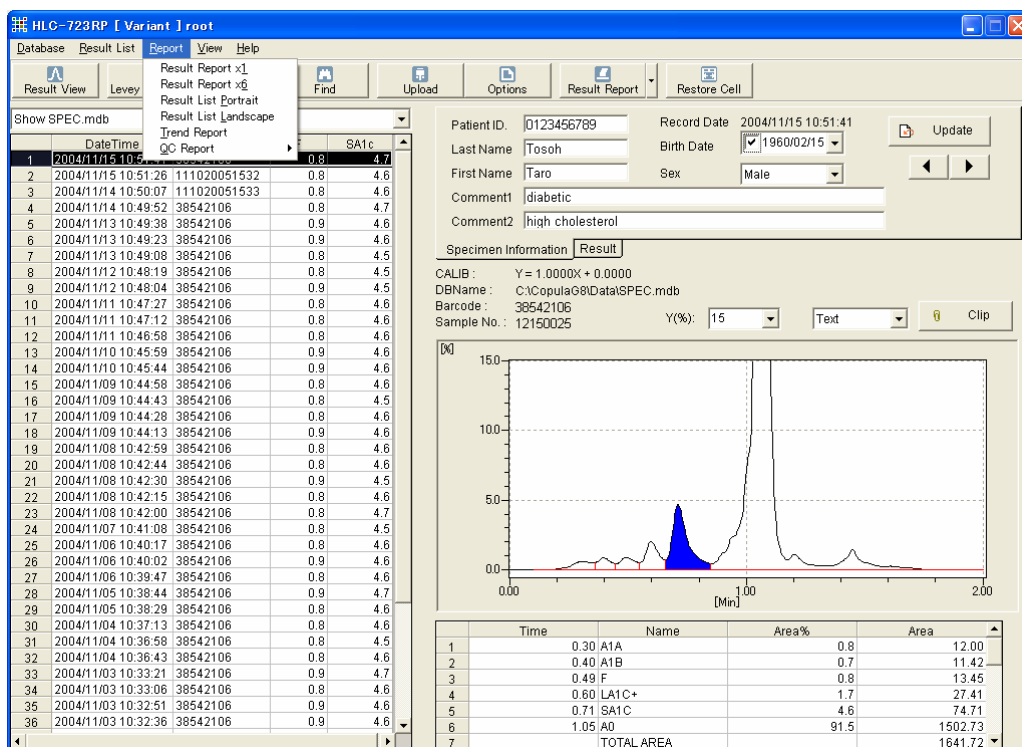 HLC-723RP [ Variant ] root
Database Result List Report View Help
Result View Levey Find Upload Options Result Report Restore Cell
Result Report x1
Result Report x6
Result List Portrait
Result List Landscape
Trend Report
QC Report
Show SPEC.mdb
DateTime F SA1c
1 2004/11/15 10:51:41 38542106 0.8 4.7
2 2004/11/15 10:51:26 111020051532 0.8 4.6
3 2004/11/14 10:50:07 111020051533 0.8 4.6
4 2004/11/14 10:49:52 38542106 0.8 4.7
5 2004/11/13 10:49:38 38542106 0.9 4.6
6 2004/11/13 10:49:23 38542106 0.9 4.6
7 2004/11/13 10:49:08 38542106 0.8 4.5
8 2004/11/12 10:48:19 38542106 0.8 4.5
9 2004/11/12 10:48:04 38542106 0.9 4.5
10 2004/11/11 10:47:27 38542106 0.8 4.6
11 2004/11/11 10:47:12 38542106 0.8 4.6
12 2004/11/11 10:46:58 38542106 0.8 4.6
13 2004/11/10 10:45:59 38542106 0.9 4.6
14 2004/11/10 10:45:44 38542106 0.9 4.6
15 2004/11/09 10:44:58 38542106 0.8 4.6
16 2004/11/09 10:44:43 38542106 0.8 4.5
17 2004/11/09 10:44:28 38542106 0.8 4.6
18 2004/11/09 10:44:13 38542106 0.9 4.6
19 2004/11/08 10:42:59 38542106 0.8 4.6
20 2004/11/08 10:42:44 38542106 0.8 4.6
21 2004/11/08 10:42:30 38542106 0.9 4.5
22 2004/11/08 10:42:15 38542106 0.8 4.6
23 2004/11/08 10:42:00 38542106 0.8 4.7
24 2004/11/07 10:41:08 38542106 0.8 4.5
25 2004/11/06 10:40:17 38542106 0.8 4.6
26 2004/11/06 10:40:02 38542106 0.9 4.6
27 2004/11/06 10:39:47 38542106 0.8 4.6
28 2004/11/05 10:38:44 38542106 0.9 4.7
29 2004/11/05 10:38:29 38542106 0.8 4.6
30 2004/11/04 10:37:13 38542106 0.8 4.6
31 2004/11/04 10:36:58 38542106 0.8 4.5
32 2004/11/04 10:36:43 38542106 0.8 4.6
33 2004/11/03 10:33:21 38542106 0.9 4.7
34 2004/11/03 10:33:06 38542106 0.8 4.6
35 2004/11/03 10:32:51 38542106 0.9 4.6
36 2004/11/03 10:32:36 38542106 0.9 4.6
Patient ID. 0123456789 Record Date 2004/11/15 10:51:41
Last Name Tosoh Birth Date 1960/02/15 Update
First Name Taro Sex Male
Comment1 diabetic
Comment2 high cholesterol
Specimen Information Result
CALIB : Y = 1.0000X + 0.0000
DBName : C:\CopulaG8\Data\SPEC.mdb
Barcode : 38542106
Sample No. : 12150025 Y(%): 15 Text Clip
[%]
15.0
10.0
5.0
0.0
0.00 1.00 2.00
[Min]
Time Name Area% Area
1 0.30 A1A 0.8 12.00
2 0.40 A1B 0.7 11.42
3 0.49 F 0.8 13.45
4 0.60 LA1C+ 1.7 27.41
5 0.71 SA1C 4.6 74.71
6 1.05 A0 91.5 1502.73
7 TOTAL AREA 1641.72